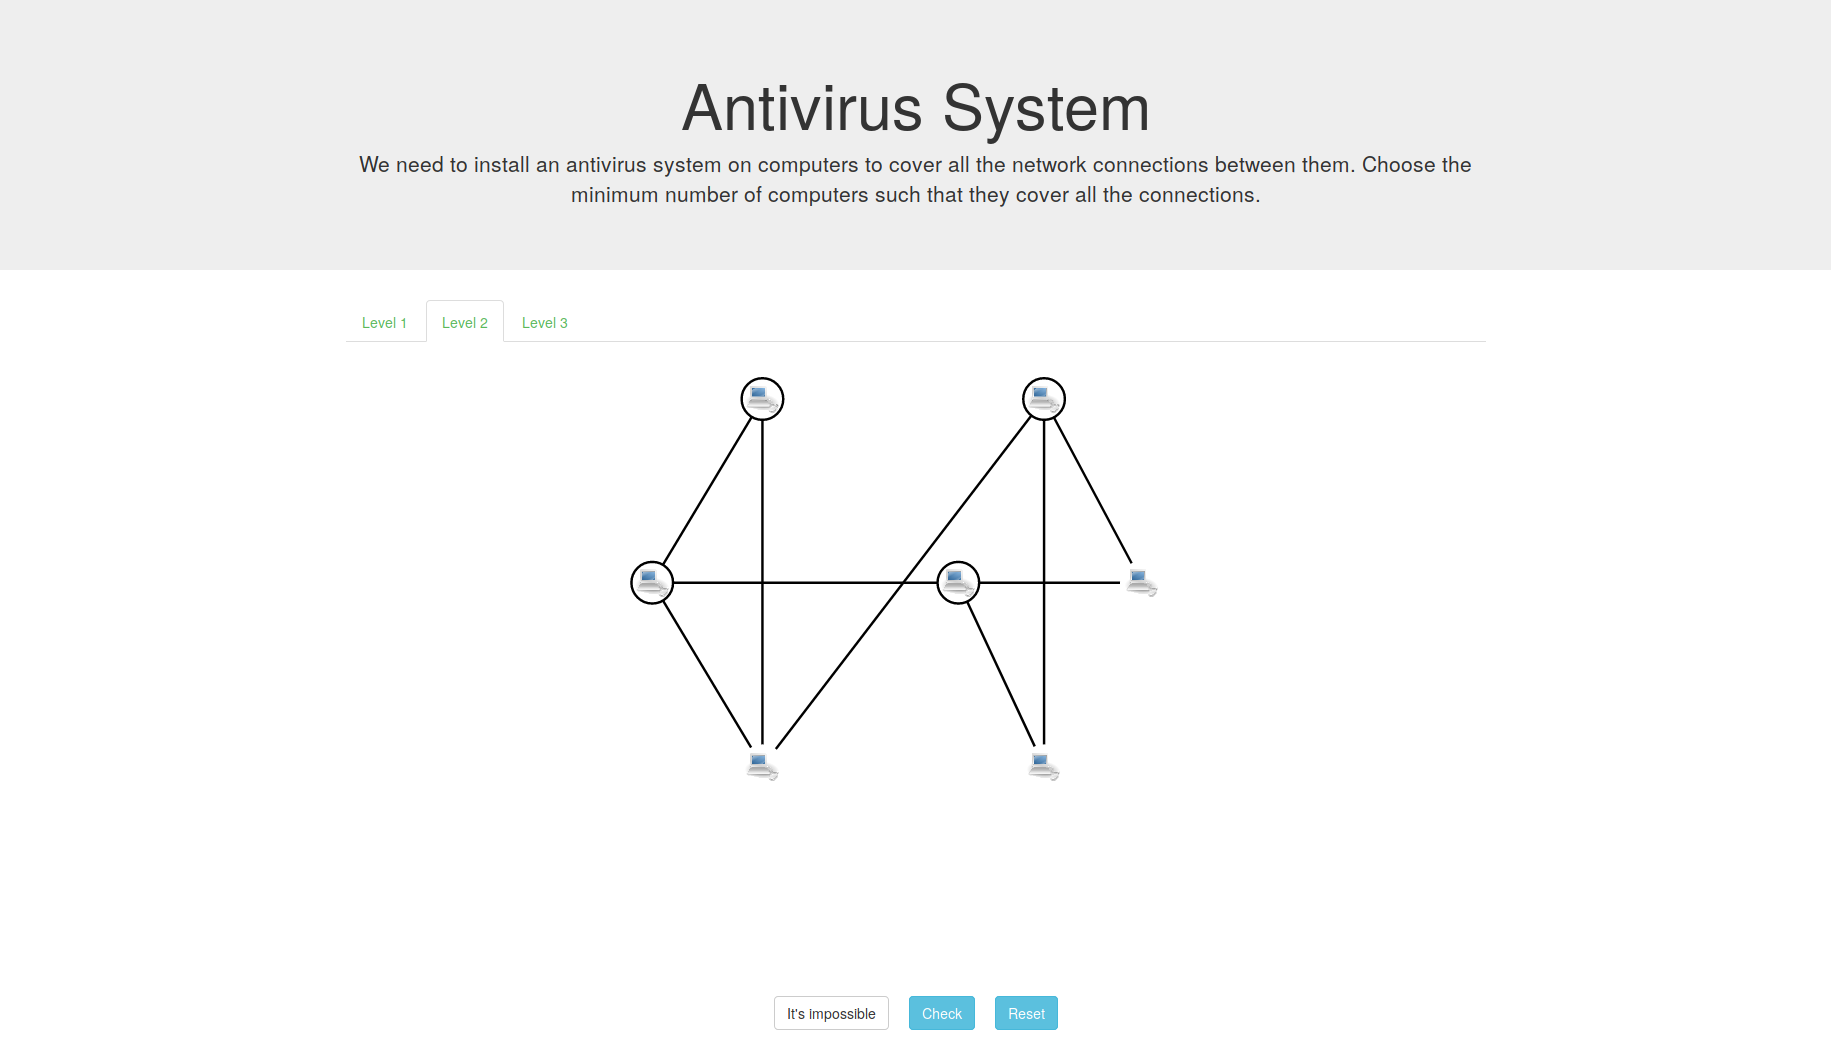 Antivirus System
We need to install an antivirus system on computers to cover all the network connections between them. Choose the
minimum number of computers such that they cover all the connections.
Level 1
Level 2
Level 3
It's impossible
Check
Reset